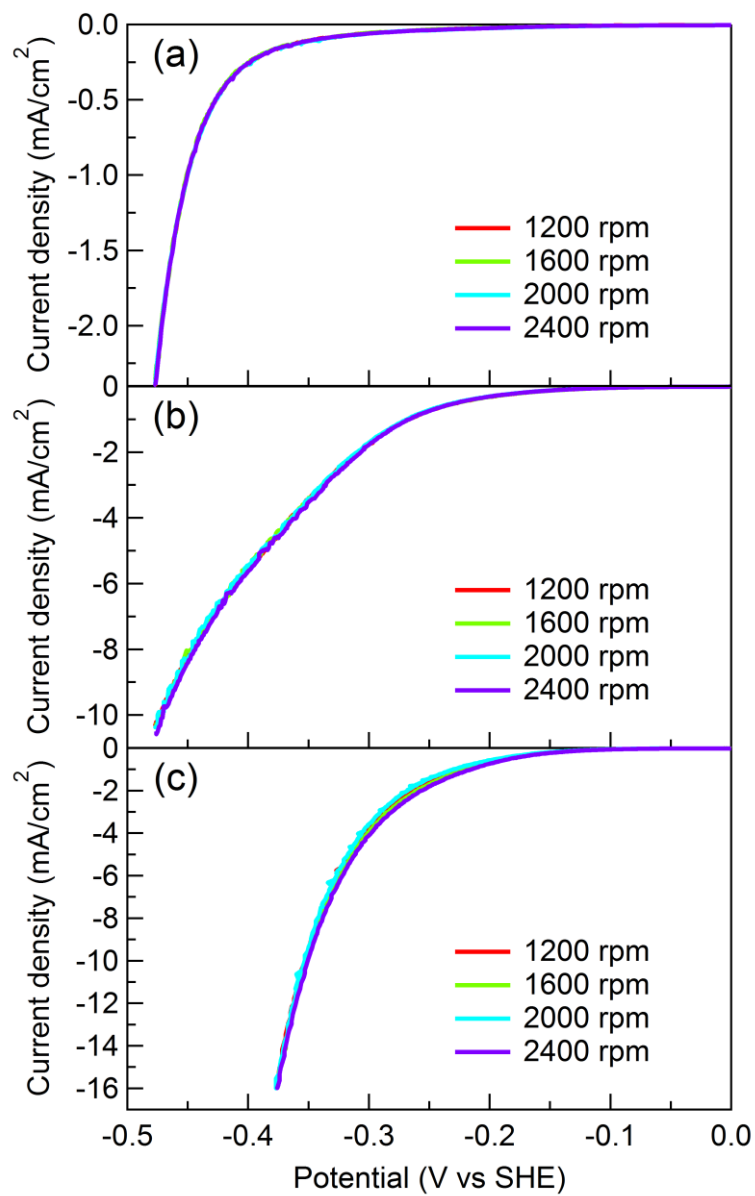 (a)
0.0
-0.5
-1.0
-1.5
-2.0
Current density (mA/cm²)
1200 rpm
1600 rpm
2000 rpm
2400 rpm
(b)
0
-2
-4
-6
-8
-10
Current density (mA/cm²)
1200 rpm
1600 rpm
2000 rpm
2400 rpm
(c)
0
-2
-4
-6
-8
-10
-12
-14
-16
Current density (mA/cm²)
1200 rpm
1600 rpm
2000 rpm
2400 rpm
-0.5 -0.4 -0.3 -0.2 -0.1 0.0
Potential (V vs SHE)